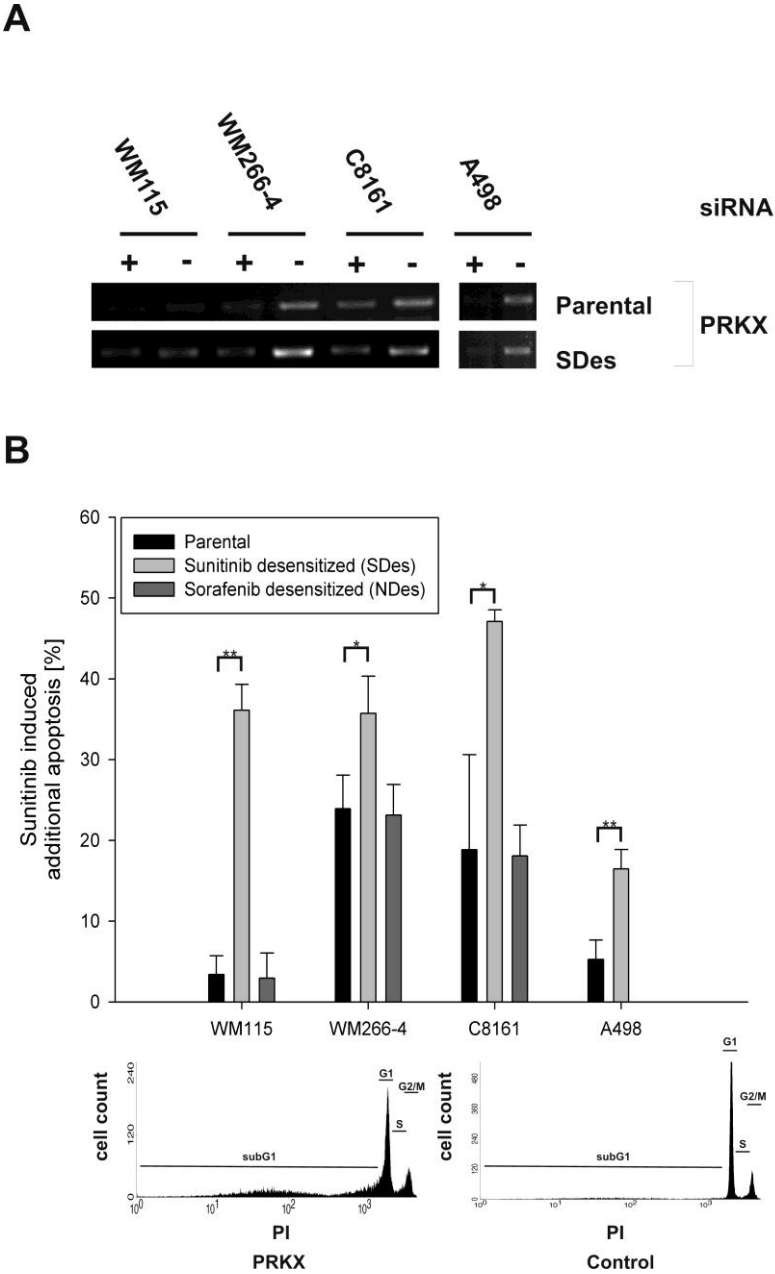 A
WM115
WM266-4
C8161
A498
siRNA
+ - + - + - + -
Parental
SDes
PRKX
B
Sunitinib induced
additional apoptosis [%]
60
50
40
30
20
10
0
Parental
Sunitinib desensitized (SDes)
Sorafenib desensitized (NDes)
**
*
*
**
WM115 WM266-4 C8161 A498
cell count
240
120
0
subG1
G1
S
G2/M
10⁰ 10¹ 10² 10³
PI
PRKX
cell count
480
360
240
120
0
subG1
G1
S
G2/M
10⁰ 10¹ 10² 10³
PI
Control